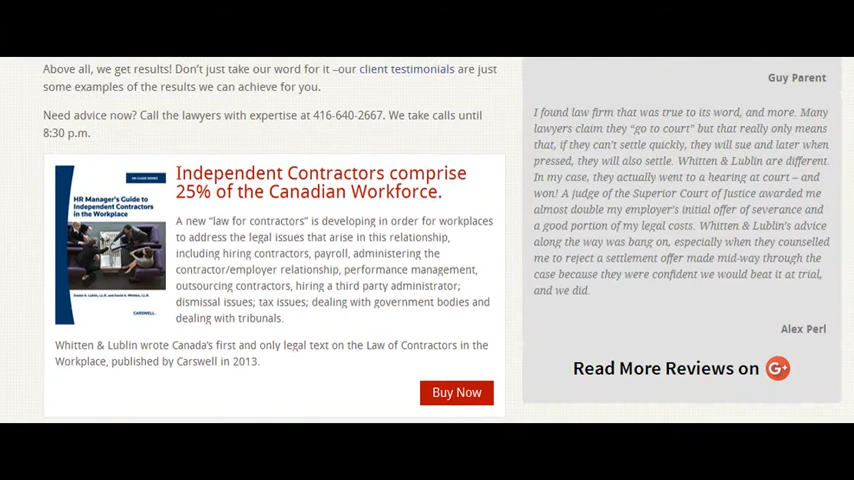 Above all, we get results! Don't just take our word for it –our client testimonials are just
some examples of the results we can achieve for you.
Need advice now? Call the lawyers with expertise at 416-640-2667. We take calls until
8:30 p.m.
HR GUIDE SERIES
HR Manager's Guide to
Independent Contractors
in the Workplace
CARSWELL
Independent Contractors comprise
25% of the Canadian Workforce.
A new "law for contractors" is developing in order for workplaces
to address the legal issues that arise in this relationship,
including hiring contractors, payroll, administering the
contractor/employer relationship, performance management,
outsourcing contractors, hiring a third party administrator;
dismissal issues; tax issues; dealing with government bodies and
dealing with tribunals.
Whitten & Lublin wrote Canada's first and only legal text on the Law of Contractors in the
Workplace, published by Carswell in 2013.
Buy Now
Guy Parent
I found law firm that was true to its word, and more. Many
lawyers claim they "go to court" but that really only means
that, if they can't settle quickly, they will sue and later when
pressed, they will also settle. Whitten & Lublin are different.
In my case, they actually went to a hearing at court – and
won! A judge of the Superior Court of Justice awarded me
almost double my employer's initial offer of severance and
a good portion of my legal costs. Whitten & Lublin's advice
along the way was bang on, especially when they counselled
me to reject a settlement offer made mid-way through the
case because they were confident we would beat it at trial,
and we did.
Alex Perl
Read More Reviews on G+